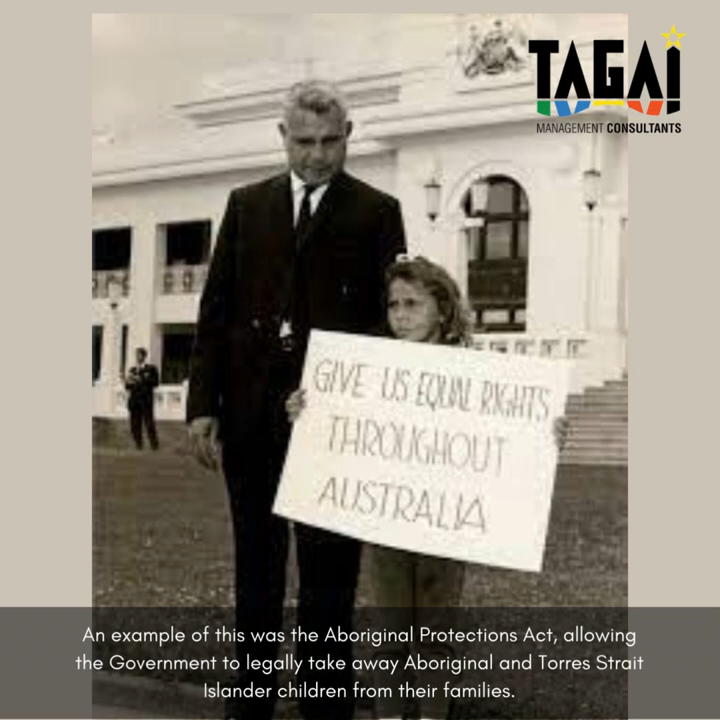 TAGAI
MANAGEMENT CONSULTANTS
GIVE US EQUAL RIGHTS
THROUGHOUT
AUSTRALIA
An example of this was the Aboriginal Protections Act, allowing
the Government to legally take away Aboriginal and Torres Strait
Islander children from their families.